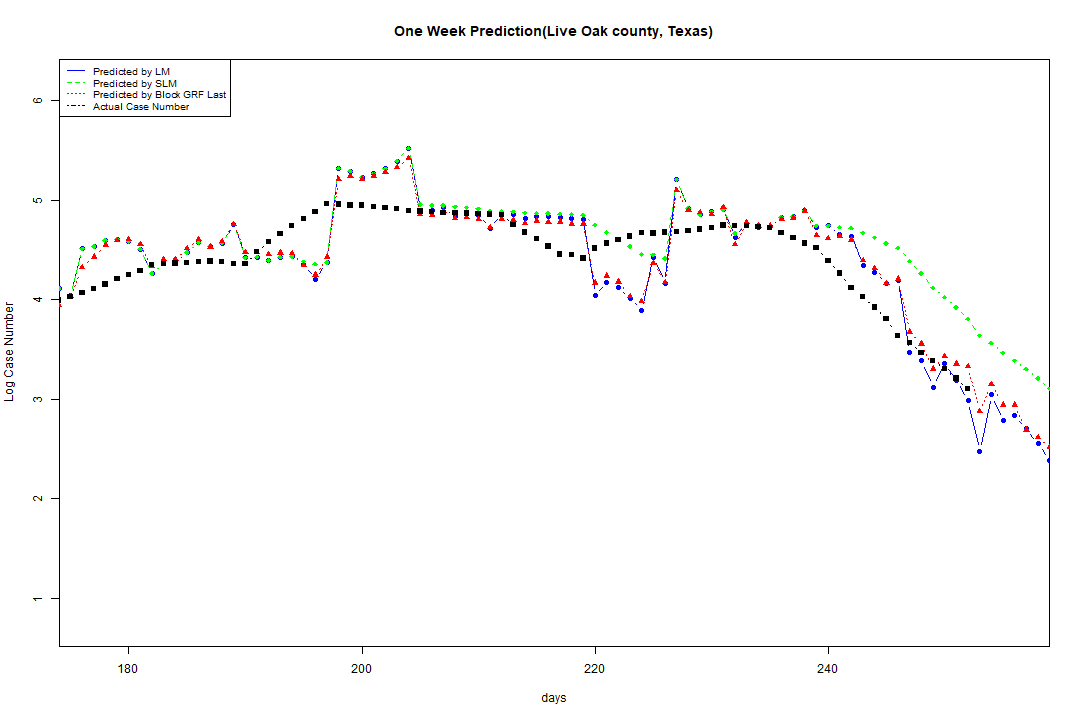 One Week Prediction(Live Oak county, Texas)
Predicted by LM
Predicted by SLM
Predicted by Block GRF Last
Actual Case Number
6
5
4
3
2
1
Log Case Number
180 200 220 240
days